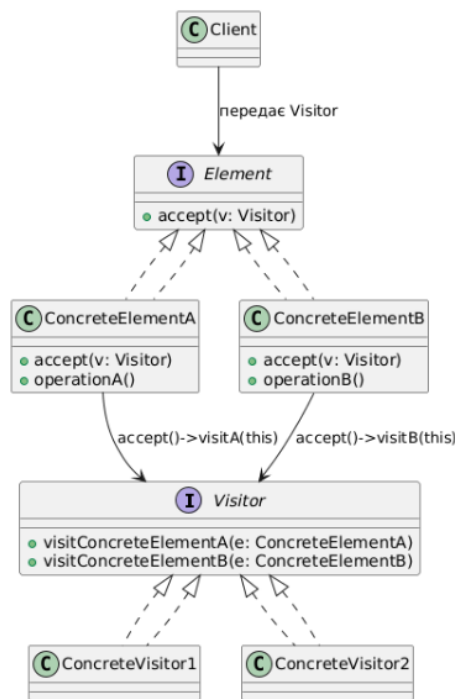 C Client
передає Visitor
I Element
accept(v: Visitor)
C ConcreteElementA
accept(v: Visitor)
operationA()
C ConcreteElementB
accept(v: Visitor)
operationB()
accept()->visitA(this)
accept()->visitB(this)
I Visitor
visitConcreteElementA(e: ConcreteElementA)
visitConcreteElementB(e: ConcreteElementB)
C ConcreteVisitor1
C ConcreteVisitor2